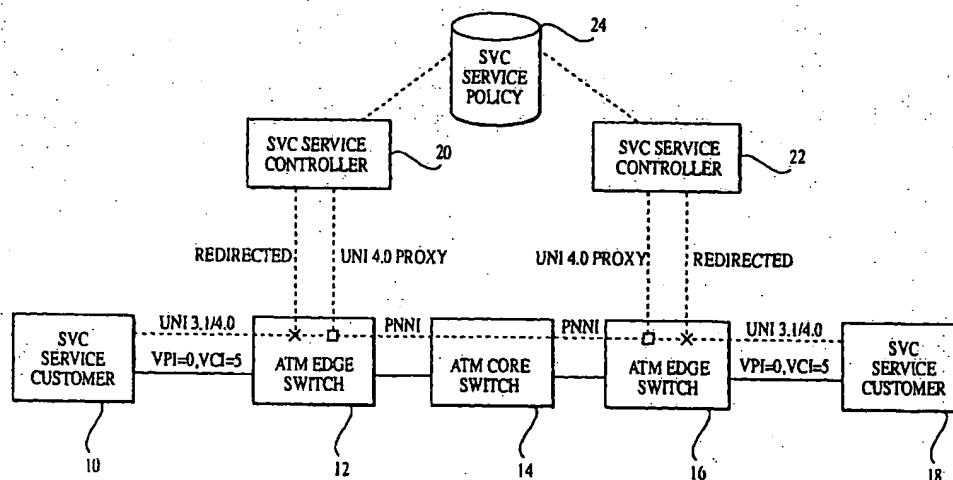 24
SVC
SERVICE
POLICY
SVC SERVICE
CONTROLLER
20
SVC SERVICE
CONTROLLER
22
REDIRECTED
UNI 4.0 PROXY
UNI 4.0 PROXY
REDIRECTED
SVC
SERVICE
CUSTOMER
UNI 3.1/4.0
VPI=0,VCI=5
ATM EDGE
SWITCH
PNNI
ATM CORE
SWITCH
PNNI
ATM EDGE
SWITCH
UNI 3.1/4.0
VPI=0,VCI=5
SVC
SERVICE
CUSTOMER
10
12
14
16
18